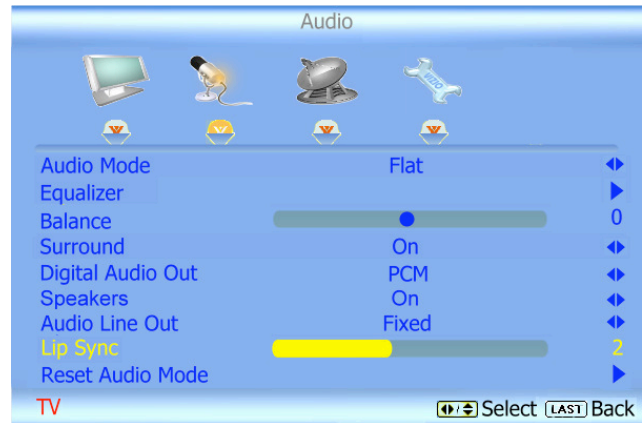 Audio
VIZIO
Audio Mode Flat
Equalizer
Balance 0
Surround On
Digital Audio Out PCM
Speakers On
Audio Line Out Fixed
Lip Sync 2
Reset Audio Mode
TV Select LAST Back